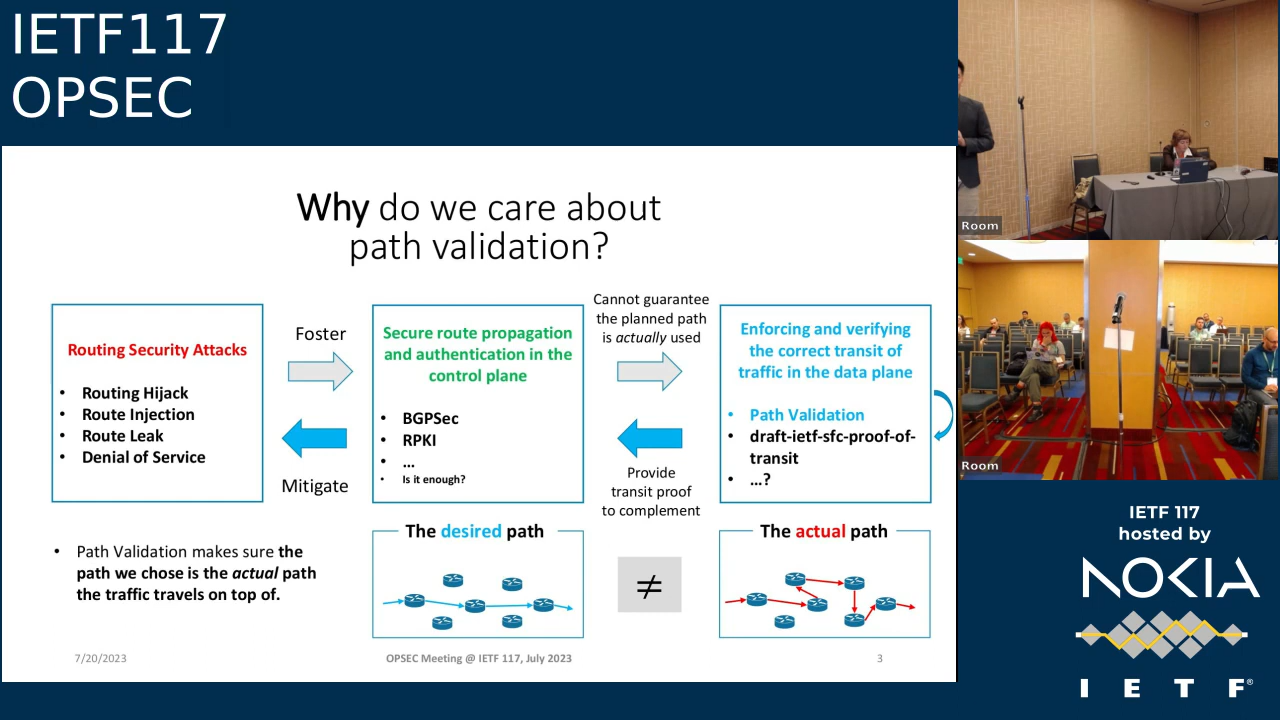 IETF117
OPSEC
Why do we care about
path validation?
Routing Security Attacks
• Routing Hijack
• Route Injection
• Route Leak
• Denial of Service
Foster
Mitigate
Secure route propagation
and authentication in the
control plane
• BGPSec
• RPKI
• ...
• Is it enough?
Cannot guarantee
the planned path
is actually used
Provide
transit proof
to complement
Enforcing and verifying
the correct transit of
traffic in the data plane
• Path Validation
• draft-ietf-sfc-proof-of-
transit
• ...?
• Path Validation makes sure the
path we chose is the actual path
the traffic travels on top of.
The desired path
≠
The actual path
7/20/2023
OPSEC Meeting @ IETF 117, July 2023
3
Room
Room
IETF 117
hosted by
NOKIA
I E T F®